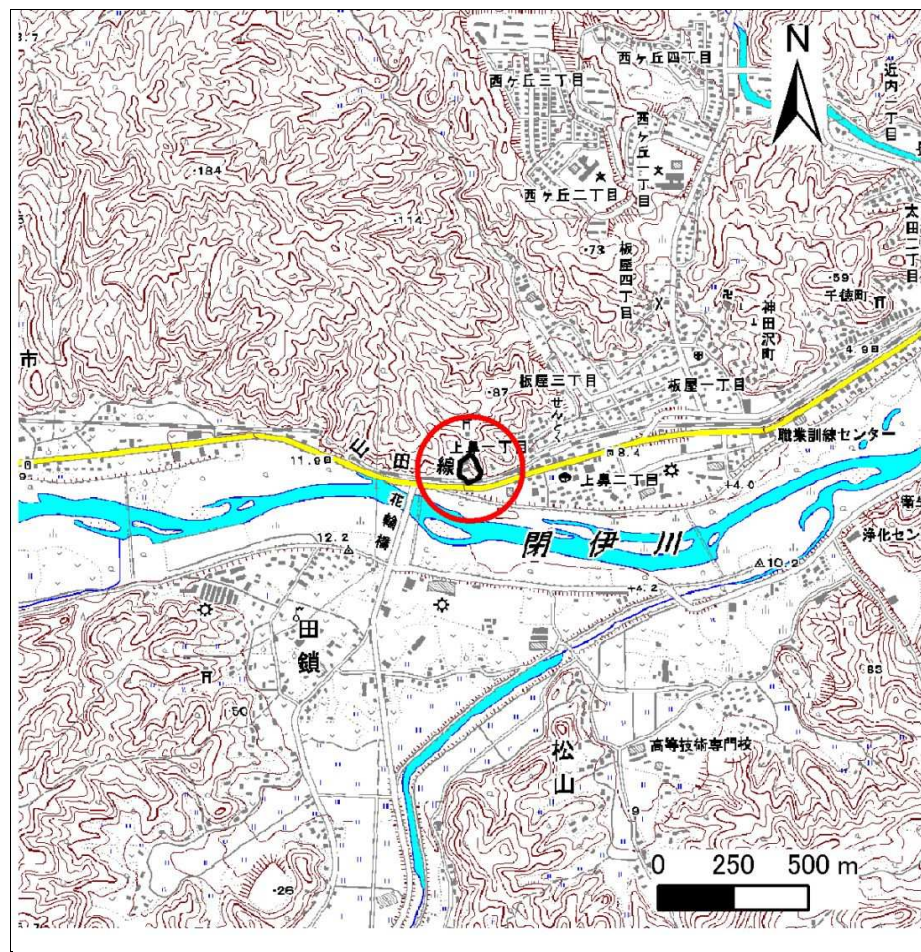 西ヶ丘三丁目
西ヶ丘四丁目
N
近内二丁目
西ヶ丘一丁目
西ヶ丘二丁目
・184
・114
・73
板屋四丁目
太田二丁目
・59
千徳町
神田沢町
4.9
市
・87
板屋三丁目
板屋一丁目
せんとく
職業訓練センター
上鼻一丁目
山田線
11.9
8.4
上鼻二丁目
+4.0
花輪橋
閉伊川
12.2
10.2
浄化セン
+4.2
田鎖
・50
63
松山
高等技術専門校
9
・26
0 250 500 m